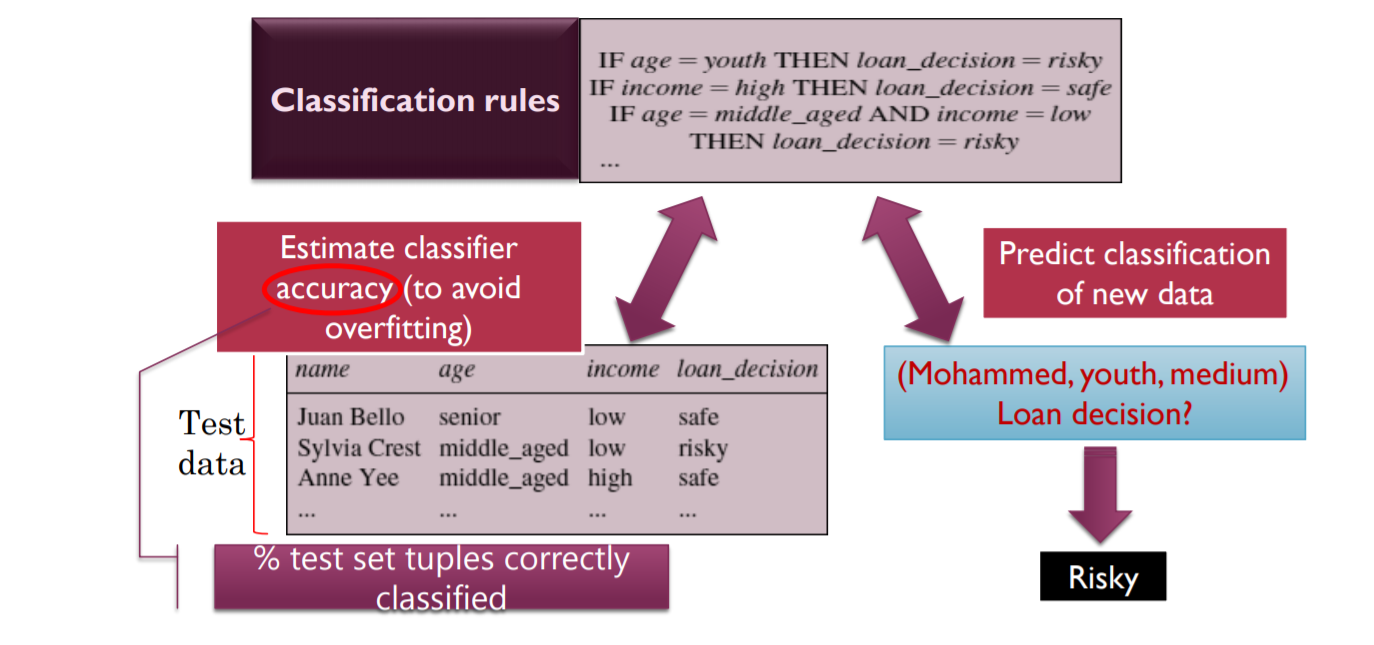 Classification rules
IF age = youth THEN loan_decision = risky
IF income = high THEN loan_decision = safe
IF age = middle_aged AND income = low
THEN loan_decision = risky
...
Estimate classifier
accuracy (to avoid
overfitting)
Predict classification
of new data
name age income loan_decision
Juan Bello senior low safe
Sylvia Crest middle_aged low risky
Anne Yee middle_aged high safe
... ... ... ...
Test
data
(Mohammed, youth, medium)
Loan decision?
% test set tuples correctly
classified
Risky